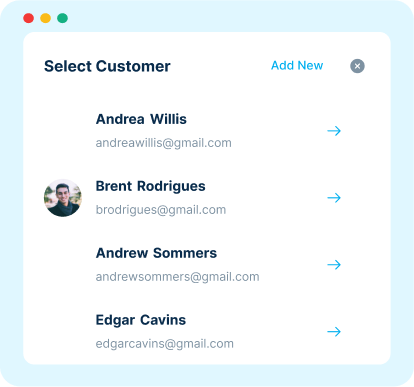 Select Customer
Add New
Andrea Willis
andreawillis@gmail.com
Brent Rodrigues
brodrigues@gmail.com
Andrew Sommers
andrewsommers@gmail.com
Edgar Cavins
edgarcavins@gmail.com